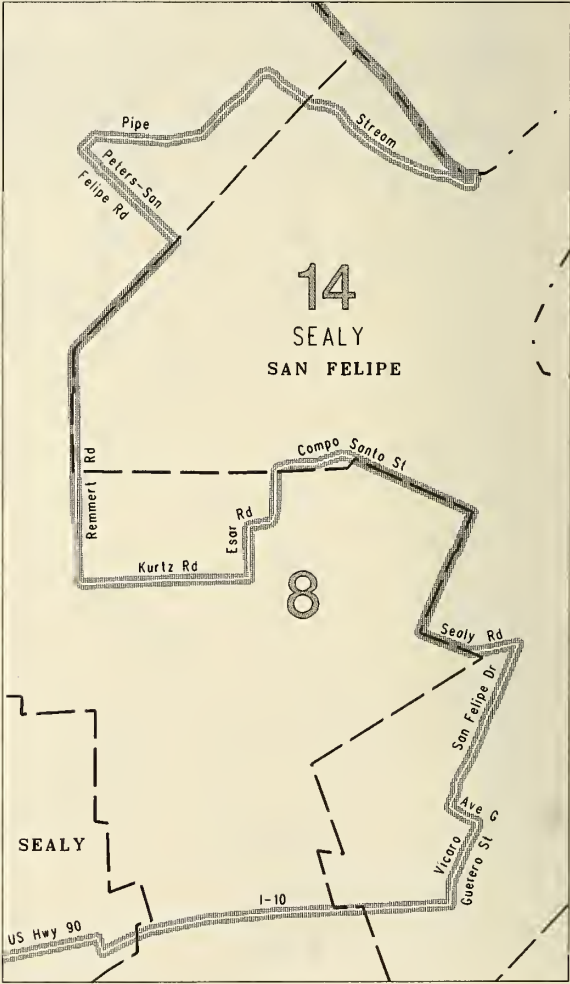 Pipe
Stream
Peters-San
Felipe Rd
14
SEALY
SAN FELIPE
Compo Santo St
Remmert Rd
Esar Rd
Kurtz Rd
8
Sealy Rd
San Felipe Dr
Ave G
Vicaro
Guerero St
SEALY
I-10
US Hwy 90